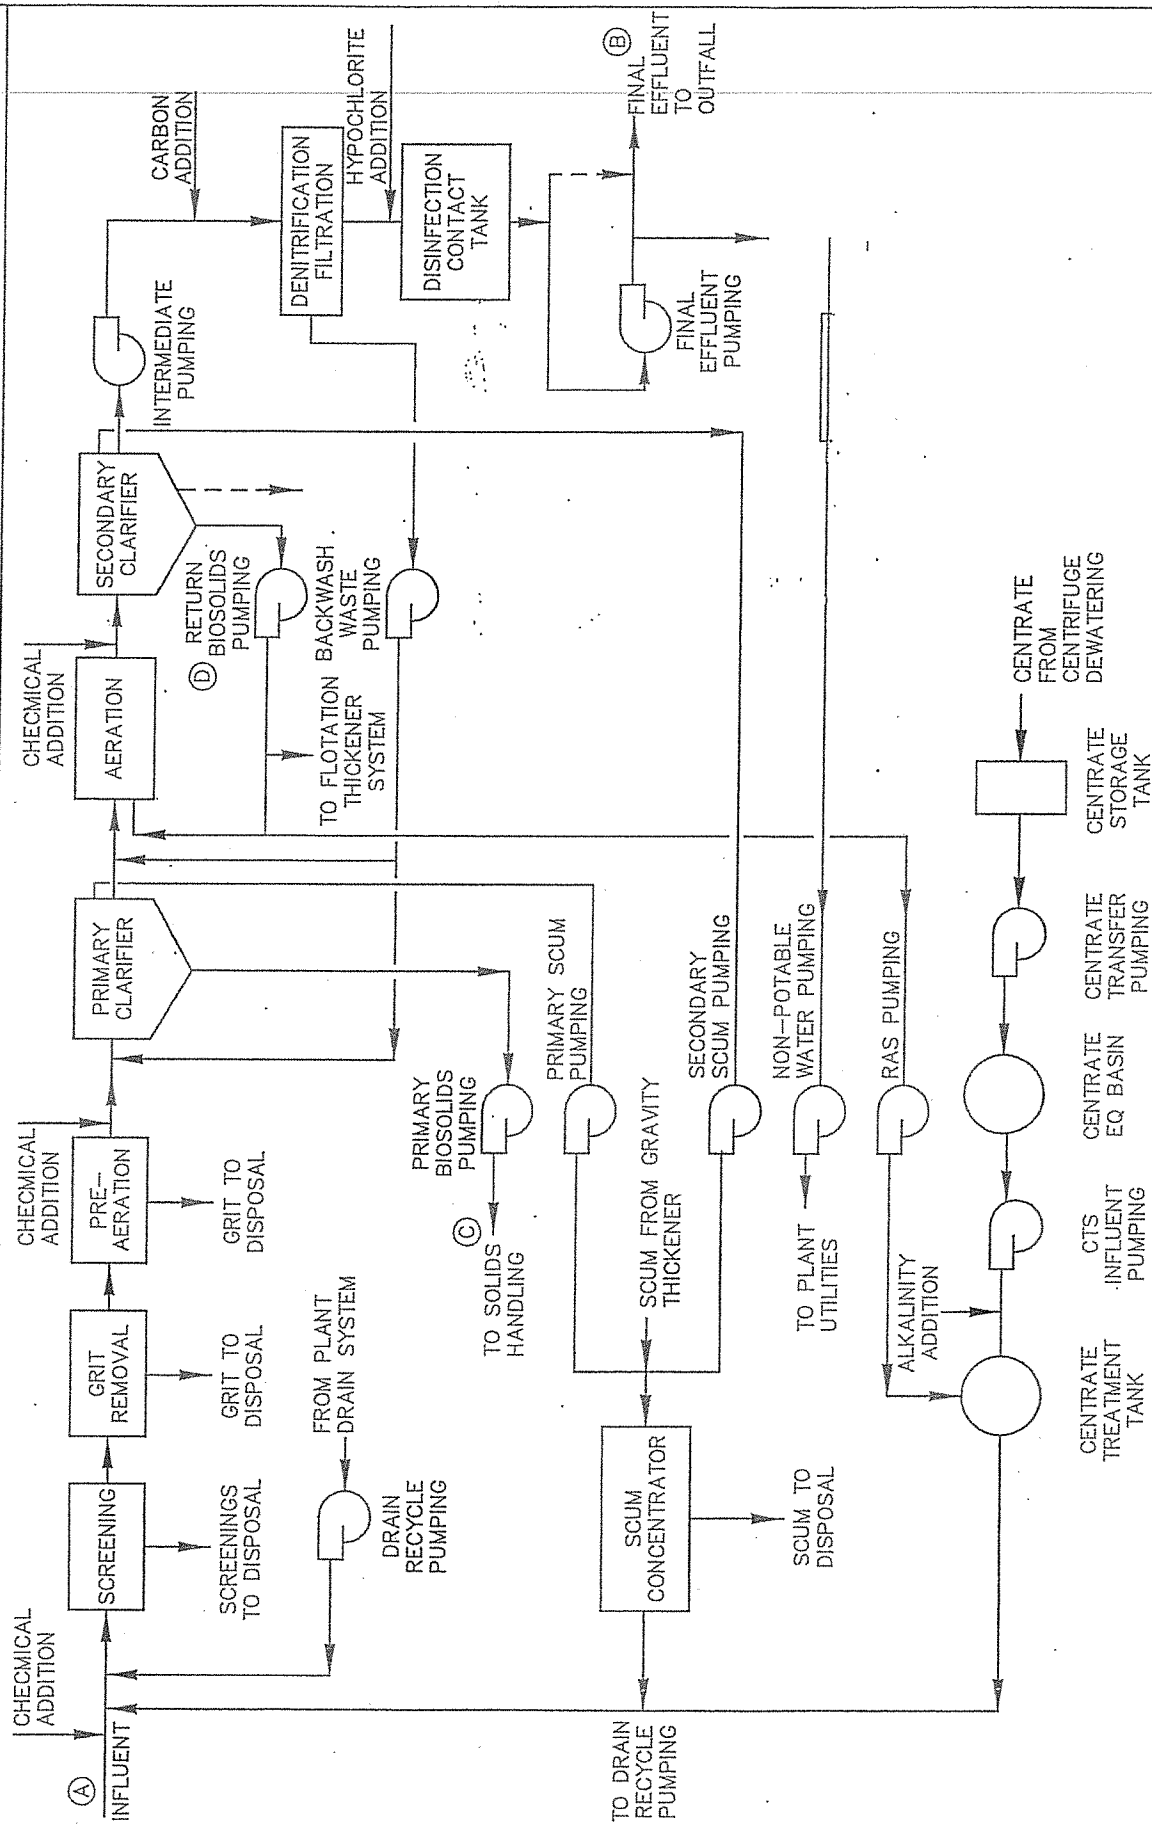 CHECMICAL
ADDITION
A
INFLUENT
SCREENING
SCREENINGS
TO DISPOSAL
GRIT
REMOVAL
GRIT TO
DISPOSAL
CHECMICAL
ADDITION
PRE-
AERATION
GRIT TO
DISPOSAL
PRIMARY
CLARIFIER
CHECMICAL
ADDITION
AERATION
SECONDARY
CLARIFIER
INTERMEDIATE
PUMPING
CARBON
ADDITION
DENITRIFICATION
FILTRATION
HYPOCHLORITE
ADDITION
DISINFECTION
CONTACT
TANK
B
FINAL
EFFLUENT
TO
OUTFALL
FINAL
EFFLUENT
PUMPING
D
RETURN
BIOSOLIDS
PUMPING
TO FLOTATION
THICKENER
SYSTEM
BACKWASH
WASTE
PUMPING
FROM PLANT
DRAIN SYSTEM
DRAIN
RECYCLE
PUMPING
PRIMARY
BIOSOLIDS
PUMPING
C
TO SOLIDS
HANDLING
PRIMARY SCUM
PUMPING
SCUM FROM GRAVITY
THICKENER
SECONDARY
SCUM PUMPING
SCUM
CONCENTRATOR
SCUM TO
DISPOSAL
TO DRAIN
RECYCLE
PUMPING
NON-POTABLE
WATER PUMPING
TO PLANT
UTILITIES
RAS PUMPING
ALKALINITY
ADDITION
CENTRATE
TREATMENT
TANK
CTS
INFLUENT
PUMPING
CENTRATE
EQ BASIN
CENTRATE
TRANSFER
PUMPING
CENTRATE
STORAGE
TANK
CENTRATE
FROM
CENTRIFUGE
DEWATERING